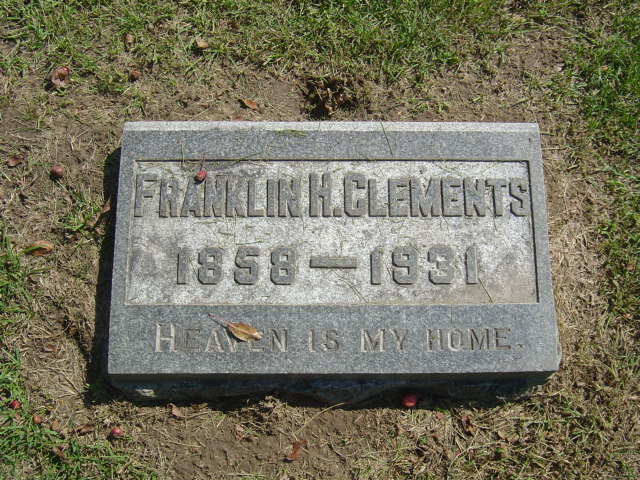 Franklin H. Clements
1858 — 1931
Heaven is my home.